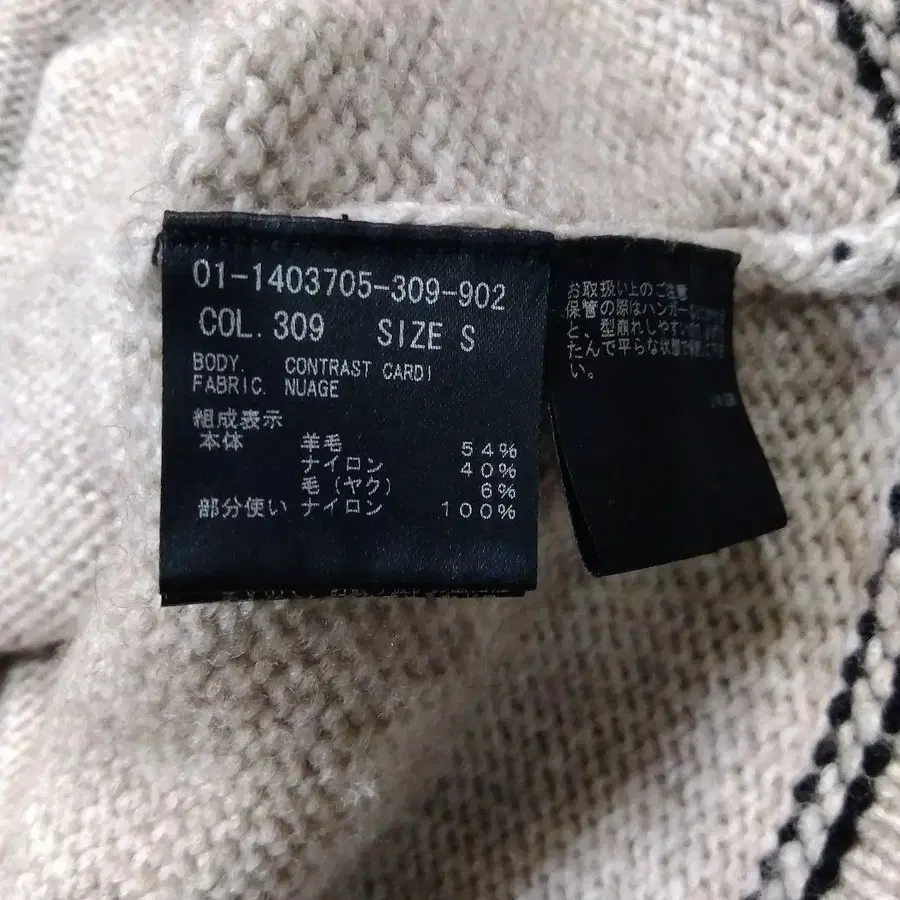 01-1403705-309-902
COL. 309 SIZE S
BODY. CONTRAST CARDI
FABRIC. NUAGE
組成表示
本体 羊毛 54%
ナイロン 40%
毛(ヤク) 6%
部分使い ナイロン 100%
お取扱い上のご注意
保管の際はハンガーな
と、型崩れしやすい
たんで平らな状態で
い。